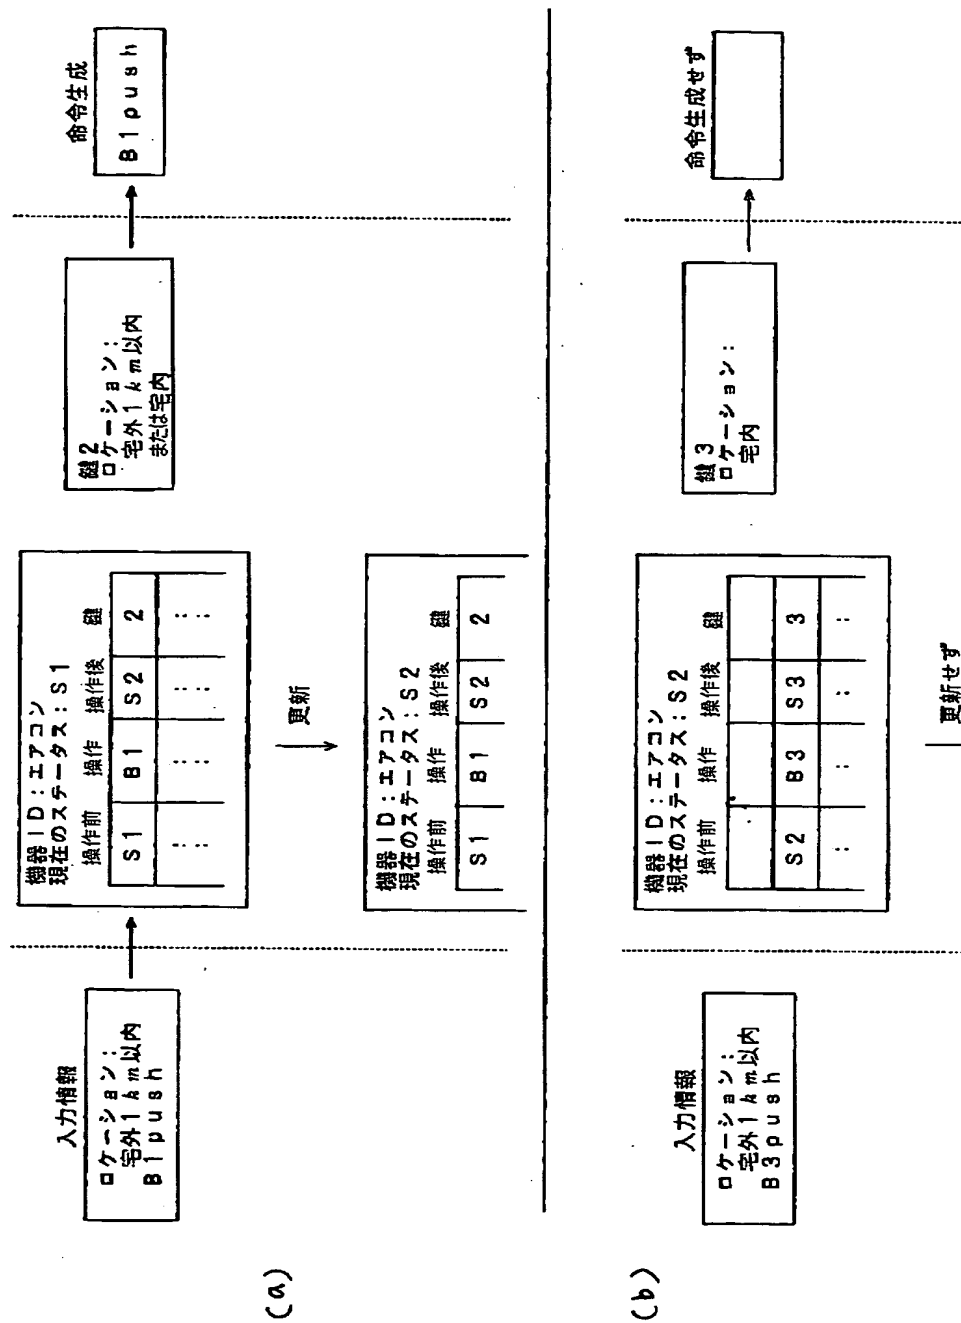 (a)
入力情報
ロケーション：
宅外1km以内
B1push
機器ID：エアコン
現在のステータス：S1
操作前 操作 操作後 鍵
S1 B1 S2 2
： ： ： ：
更新
機器ID：エアコン
現在のステータス：S2
操作前 操作 操作後 鍵
S1 B1 S2 2
鍵2
ロケーション：
宅外1km以内
または宅内
命令生成
B1push
(b)
入力情報
ロケーション：
宅外1km以内
B3push
機器ID：エアコン
現在のステータス：S2
操作前 操作 操作後 鍵
S2 B3 S3 3
： ： ： ：
更新せず
鍵3
ロケーション：
宅内
命令生成せず